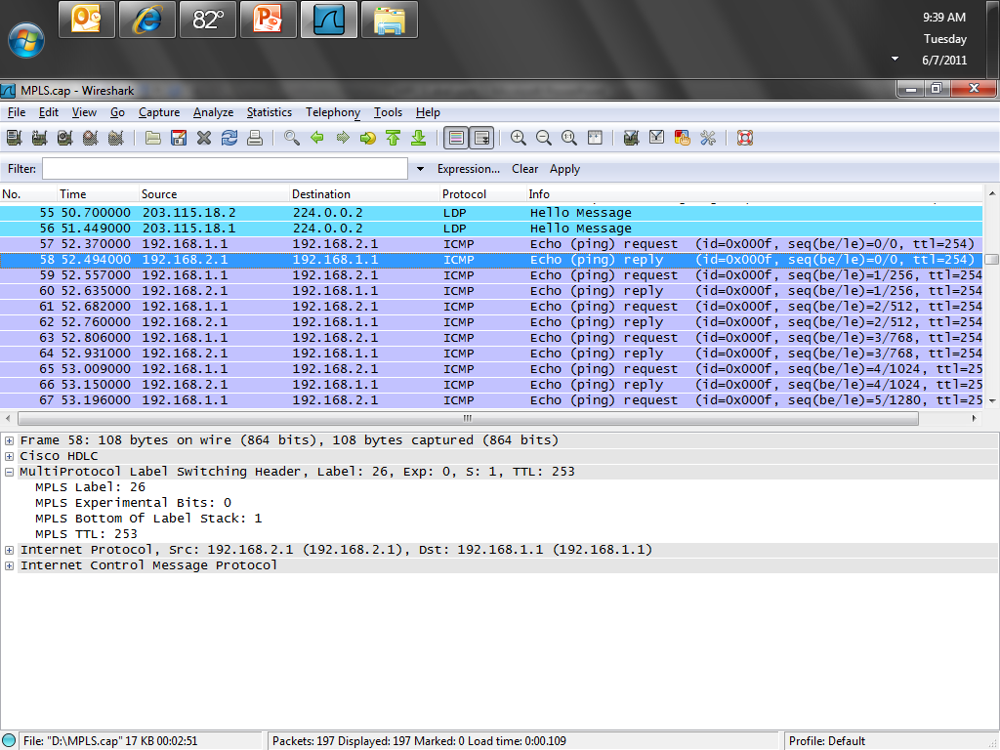 82°
9:39 AM
Tuesday
6/7/2011
MPLS.cap - Wireshark
File Edit View Go Capture Analyze Statistics Telephony Tools Help
Filter: Expression... Clear Apply
No. Time Source Destination Protocol Info
55 50.700000 203.115.18.2 224.0.0.2 LDP Hello Message
56 51.449000 203.115.18.1 224.0.0.2 LDP Hello Message
57 52.370000 192.168.1.1 192.168.2.1 ICMP Echo (ping) request (id=0x000f, seq(be/le)=0/0, ttl=254)
58 52.494000 192.168.2.1 192.168.1.1 ICMP Echo (ping) reply (id=0x000f, seq(be/le)=0/0, ttl=254)
59 52.557000 192.168.1.1 192.168.2.1 ICMP Echo (ping) request (id=0x000f, seq(be/le)=1/256, ttl=254
60 52.635000 192.168.2.1 192.168.1.1 ICMP Echo (ping) reply (id=0x000f, seq(be/le)=1/256, ttl=254
61 52.682000 192.168.1.1 192.168.2.1 ICMP Echo (ping) request (id=0x000f, seq(be/le)=2/512, ttl=254
62 52.760000 192.168.2.1 192.168.1.1 ICMP Echo (ping) reply (id=0x000f, seq(be/le)=2/512, ttl=254
63 52.806000 192.168.1.1 192.168.2.1 ICMP Echo (ping) request (id=0x000f, seq(be/le)=3/768, ttl=254
64 52.931000 192.168.2.1 192.168.1.1 ICMP Echo (ping) reply (id=0x000f, seq(be/le)=3/768, ttl=254
65 53.009000 192.168.1.1 192.168.2.1 ICMP Echo (ping) request (id=0x000f, seq(be/le)=4/1024, ttl=25
66 53.150000 192.168.2.1 192.168.1.1 ICMP Echo (ping) reply (id=0x000f, seq(be/le)=4/1024, ttl=25
67 53.196000 192.168.1.1 192.168.2.1 ICMP Echo (ping) request (id=0x000f, seq(be/le)=5/1280, ttl=25
Frame 58: 108 bytes on wire (864 bits), 108 bytes captured (864 bits)
Cisco HDLC
MultiProtocol Label Switching Header, Label: 26, Exp: 0, S: 1, TTL: 253
MPLS Label: 26
MPLS Experimental Bits: 0
MPLS Bottom Of Label Stack: 1
MPLS TTL: 253
Internet Protocol, Src: 192.168.2.1 (192.168.2.1), Dst: 192.168.1.1 (192.168.1.1)
Internet Control Message Protocol
File: "D:\MPLS.cap" 17 KB 00:02:51
Packets: 197 Displayed: 197 Marked: 0 Load time: 0:00.109
Profile: Default